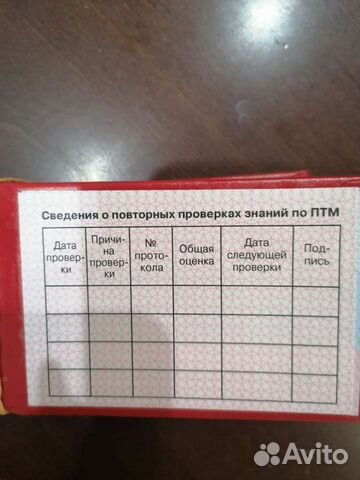 Сведения о повторных проверках знаний по ПТМ
Дата
провер-
ки
Причи-
на
провер-
ки
№
прото-
кола
Общая
оценка
Дата
следующей
проверки
Под-
пись
Avito